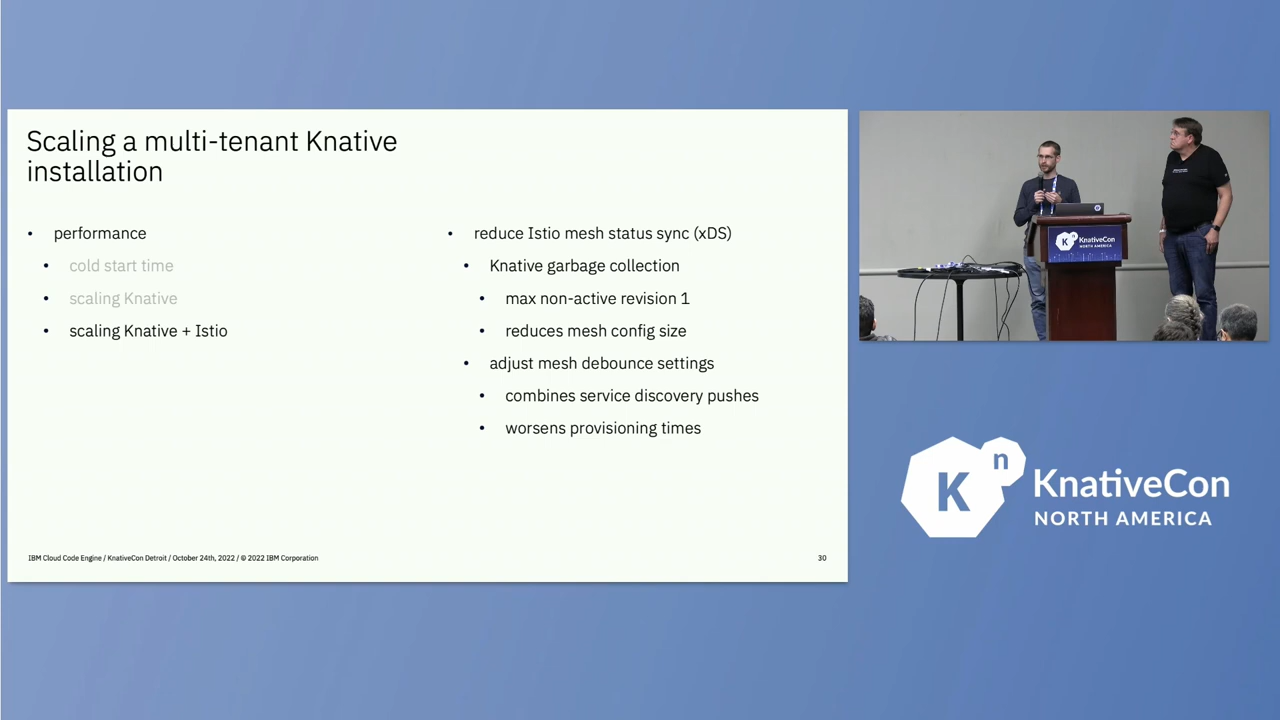 Scaling a multi-tenant Knative
installation
• performance
• cold start time
• scaling Knative
• scaling Knative + Istio
• reduce Istio mesh status sync (xDS)
• Knative garbage collection
• max non-active revision 1
• reduces mesh config size
• adjust mesh debounce settings
• combines service discovery pushes
• worsens provisioning times
IBM Cloud Code Engine / KnativeCon Detroit / October 24th, 2022 / © 2022 IBM Corporation
30
K n
KnativeCon
NORTH AMERICA
K n
KnativeCon
NORTH AMERICA